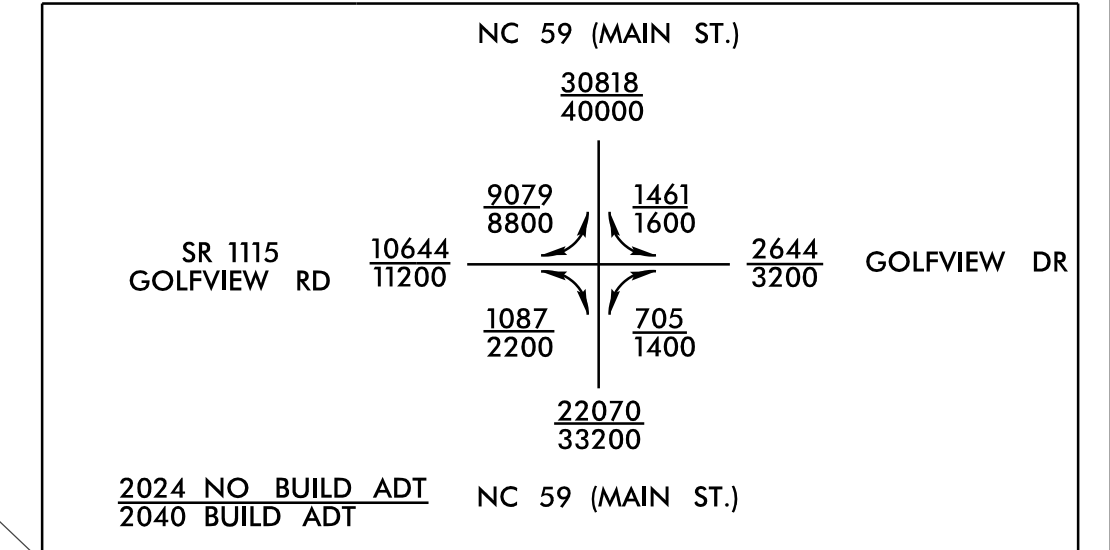 NC 59 (MAIN ST.)
30818
40000
9079
8800
1461
1600
SR 1115
GOLFVIEW RD
10644
11200
2644
3200
GOLFVIEW DR
1087
2200
705
1400
22070
33200
2024 NO BUILD ADT
2040 BUILD ADT
NC 59 (MAIN ST.)